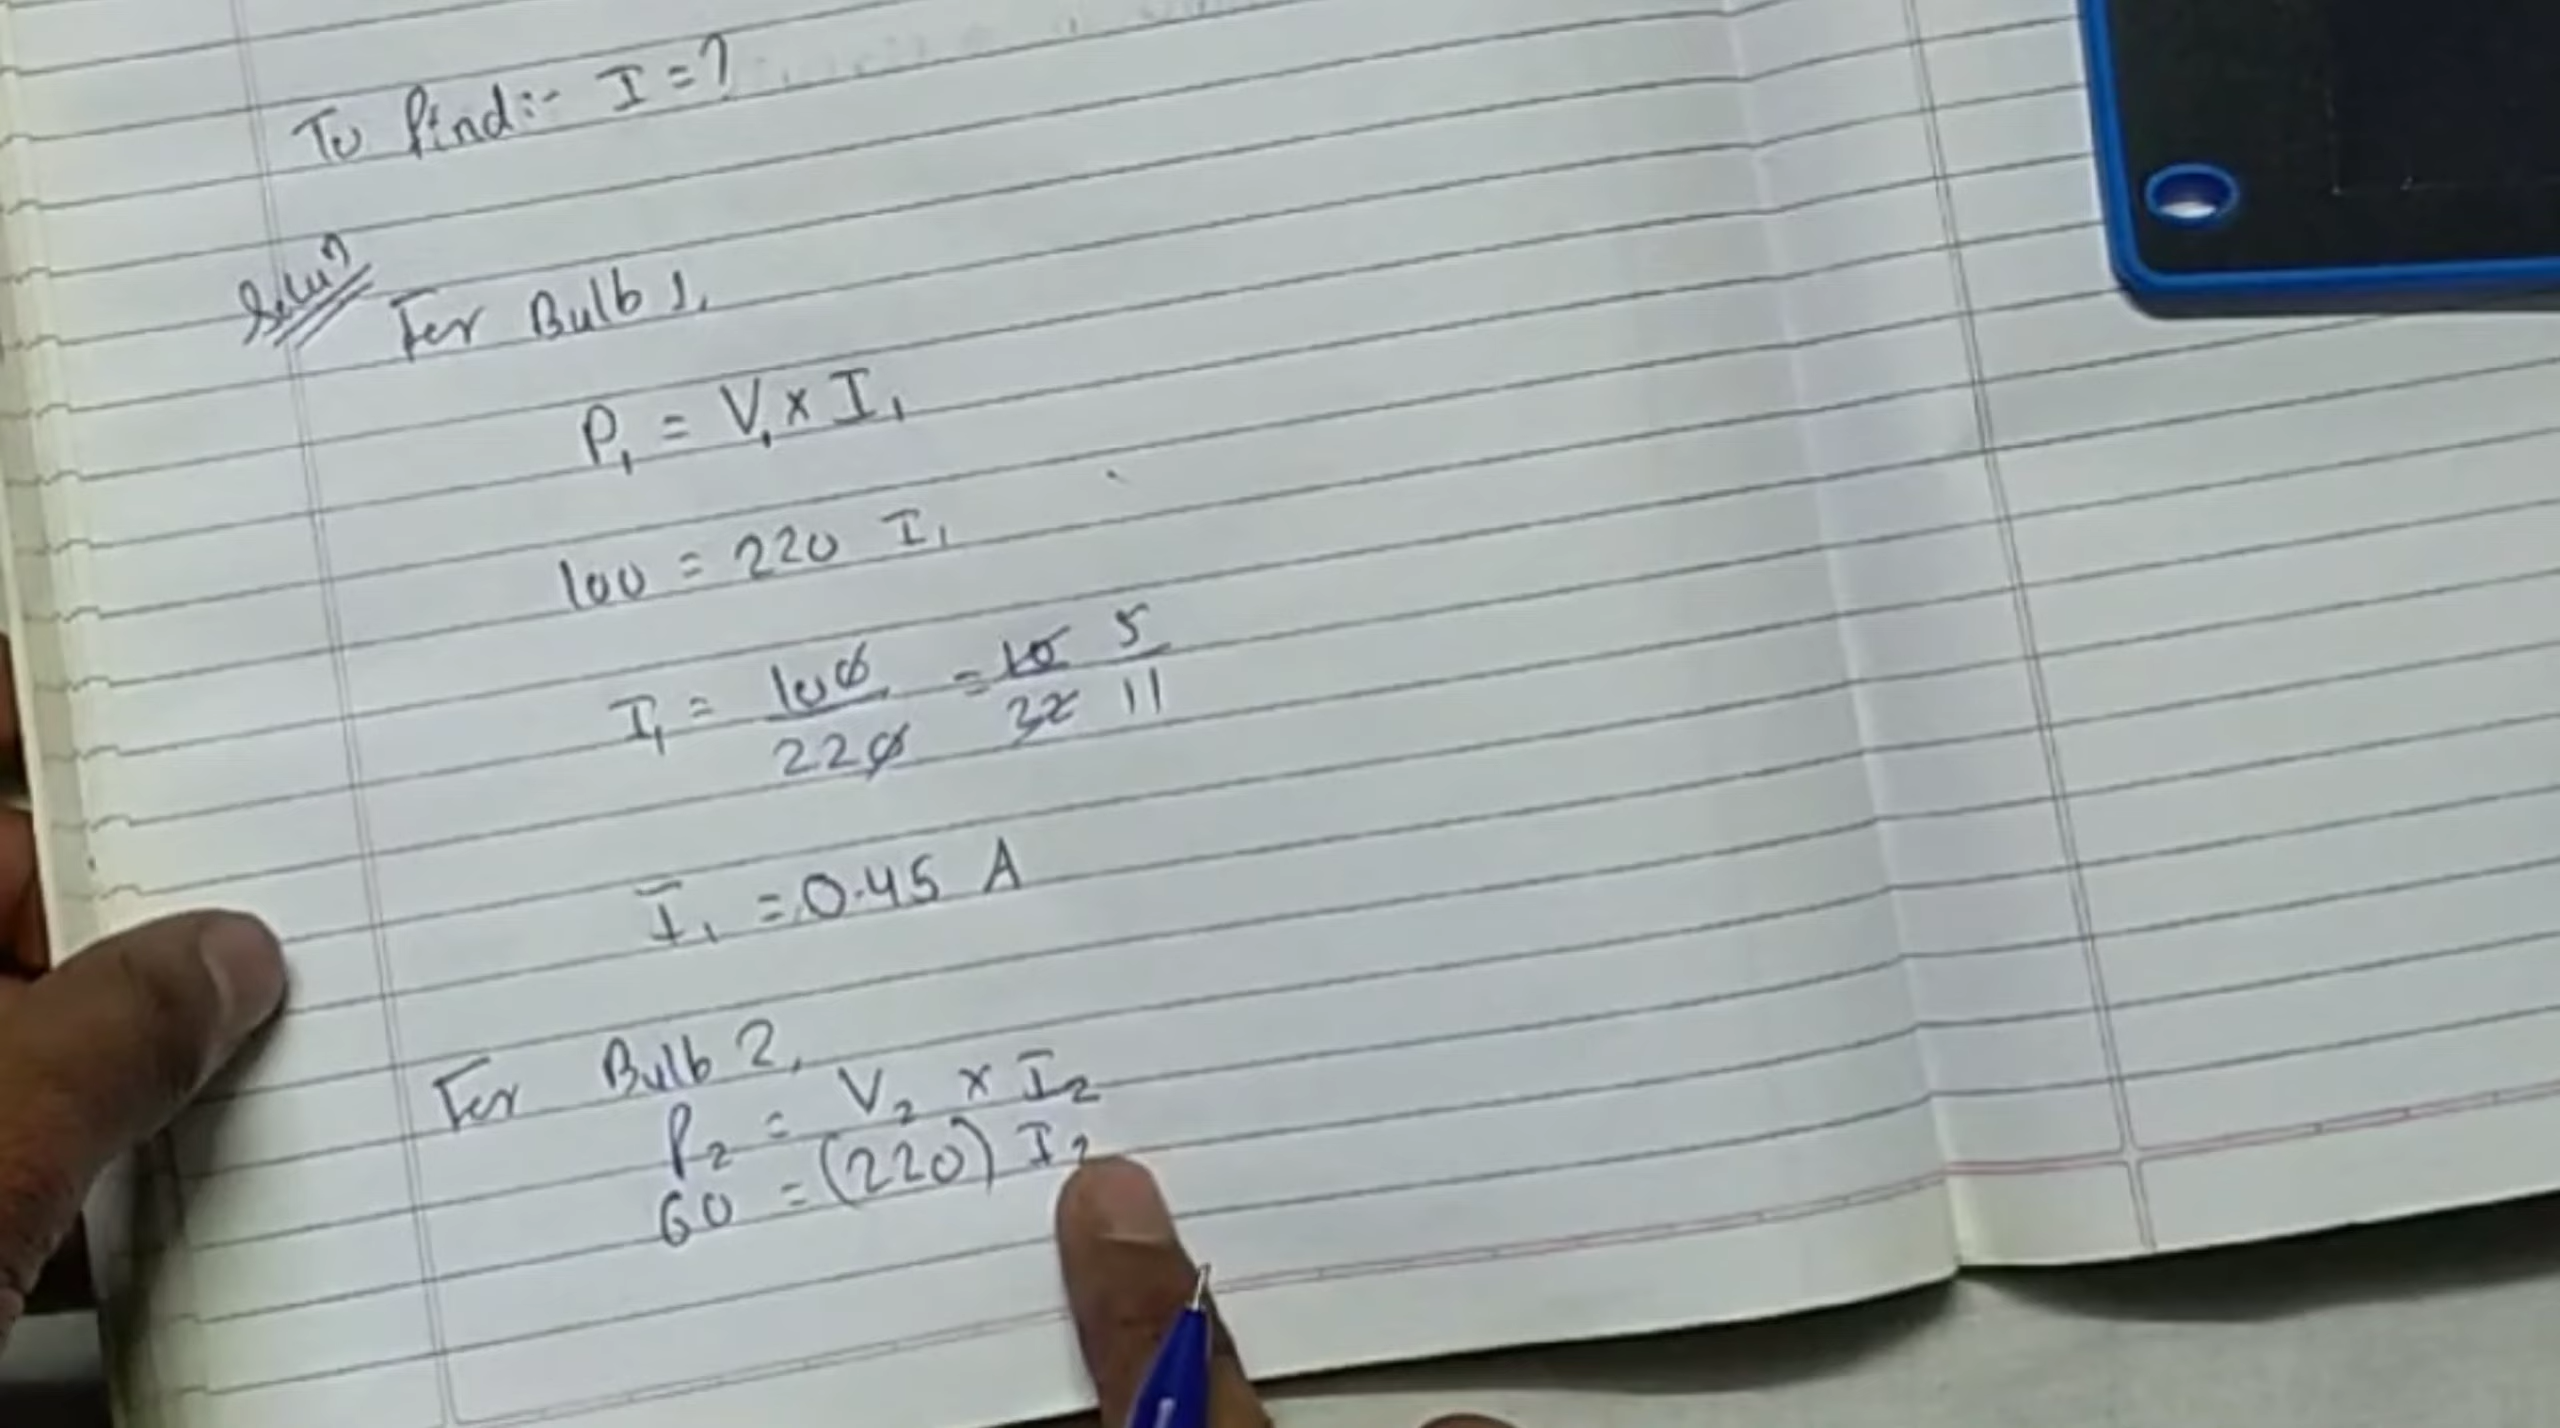 To find:- I = ?
Soluⁿ
For Bulb 1,
P₁ = V₁ x I₁
100 = 220 I₁
I₁ = 100/220 = 10/22 5/11
I₁ = 0.45 A
For Bulb 2,
P₂ = V₂ x I₂
60 = (220) I₂